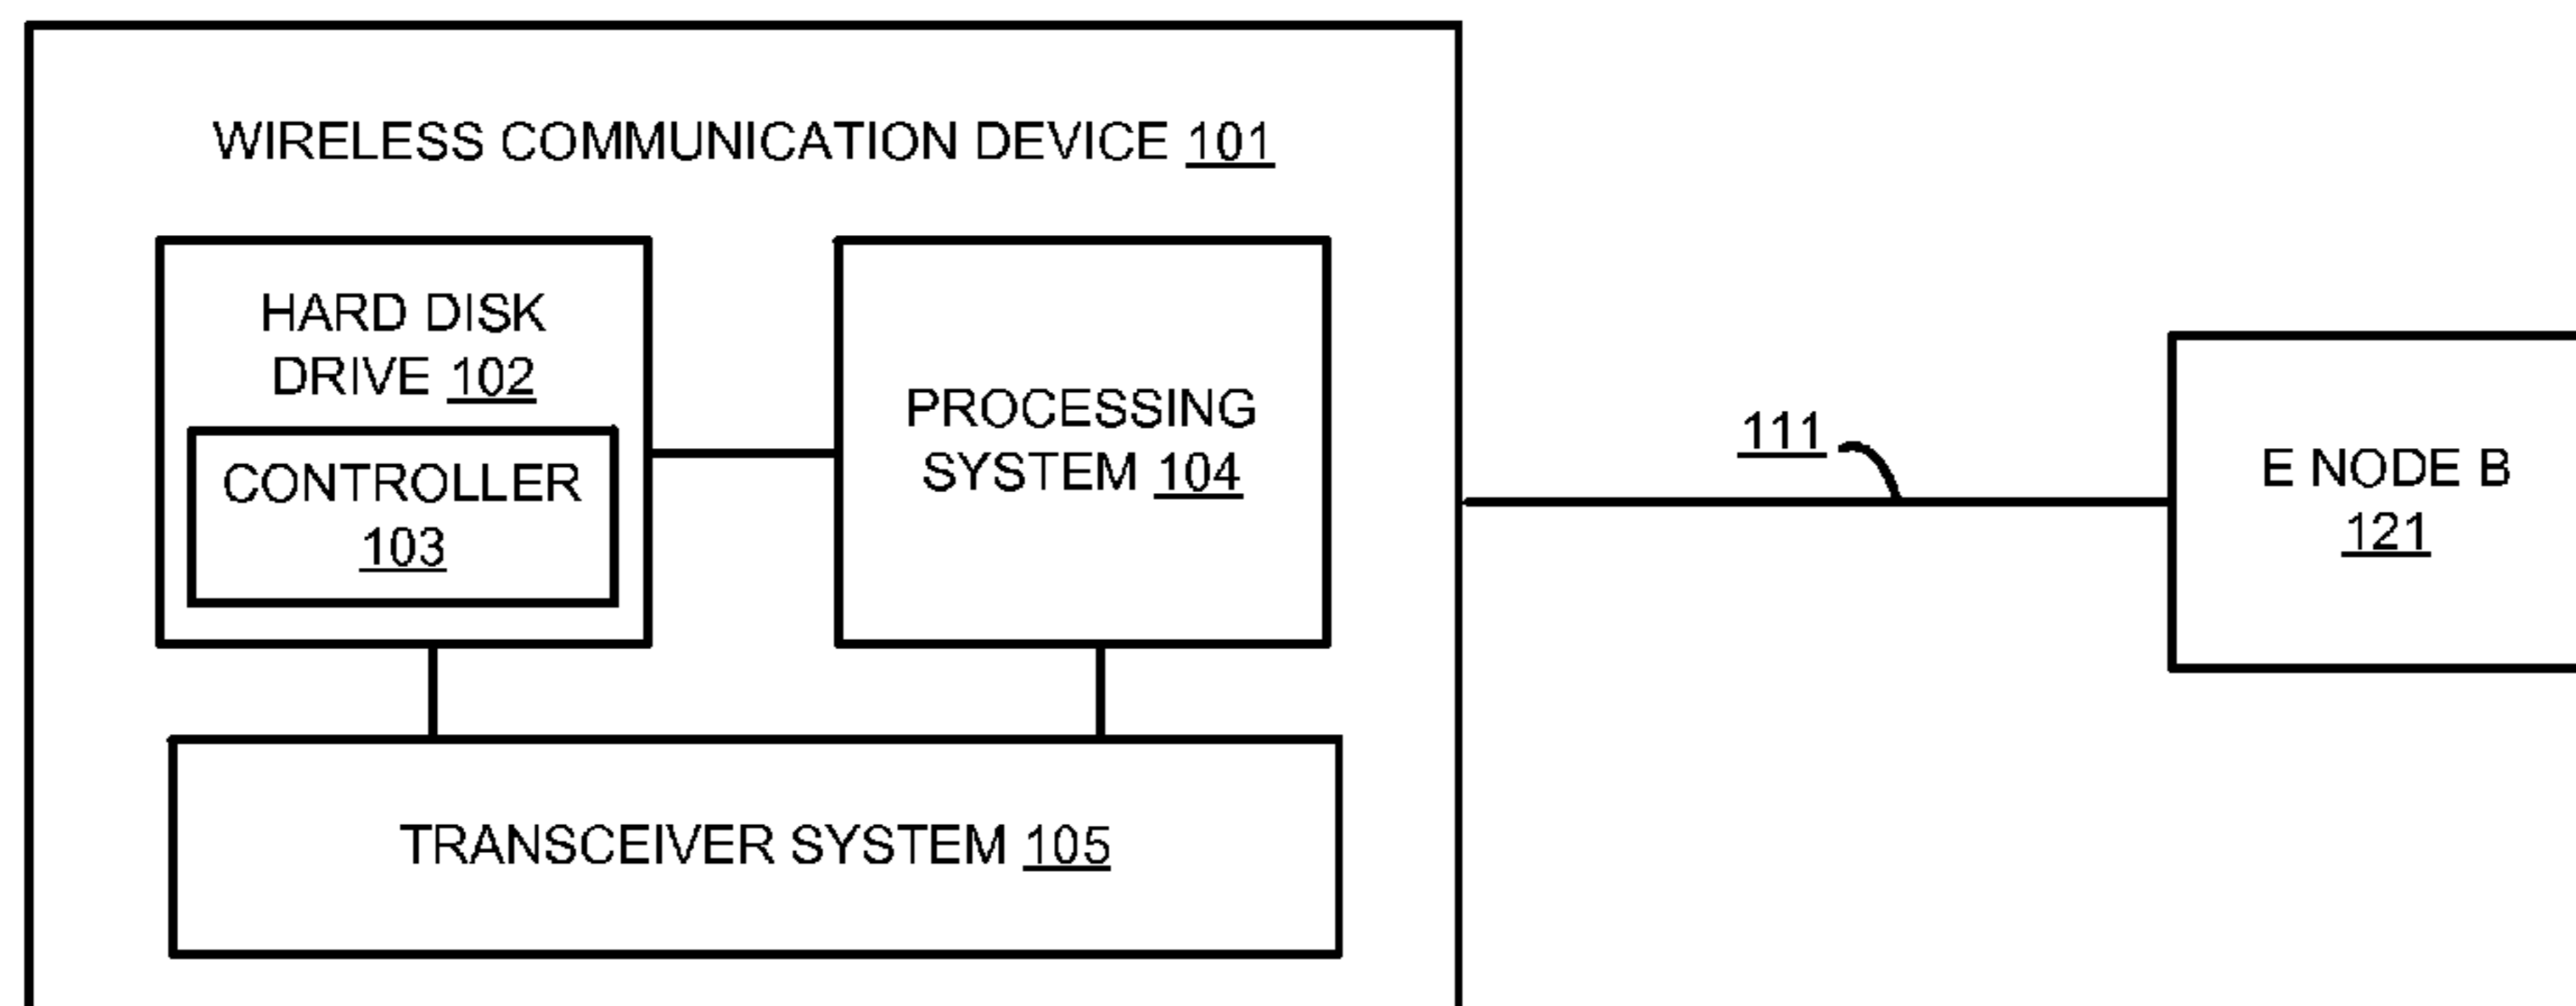 WIRELESS COMMUNICATION DEVICE 101
HARD DISK
DRIVE 102
CONTROLLER
103
PROCESSING
SYSTEM 104
TRANSCEIVER SYSTEM 105
111
E NODE B
121